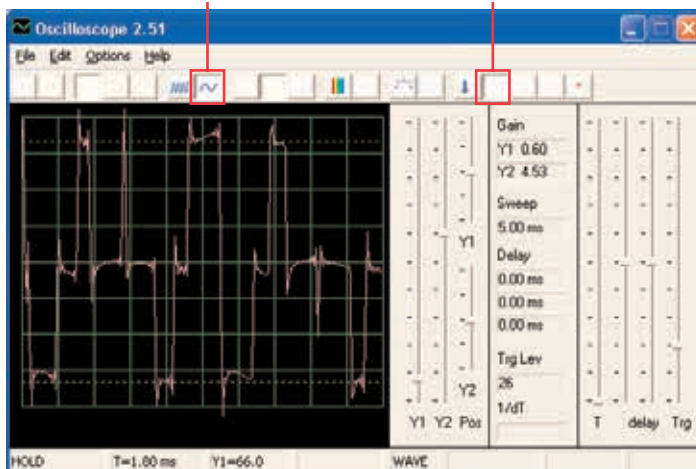 Oscilloscope 2.51
File Edit Options Help
Gain
Y1 0.60
Y2 4.53
Sweep
5.00 ms
Delay
0.00 ms
0.00 ms
0.00 ms
Trg Lev
26
1/dT
Y1
Y2
Y1 Y2 Pos
T delay Trg
HOLD T=1.80 ms Y1=66.0 WAVE